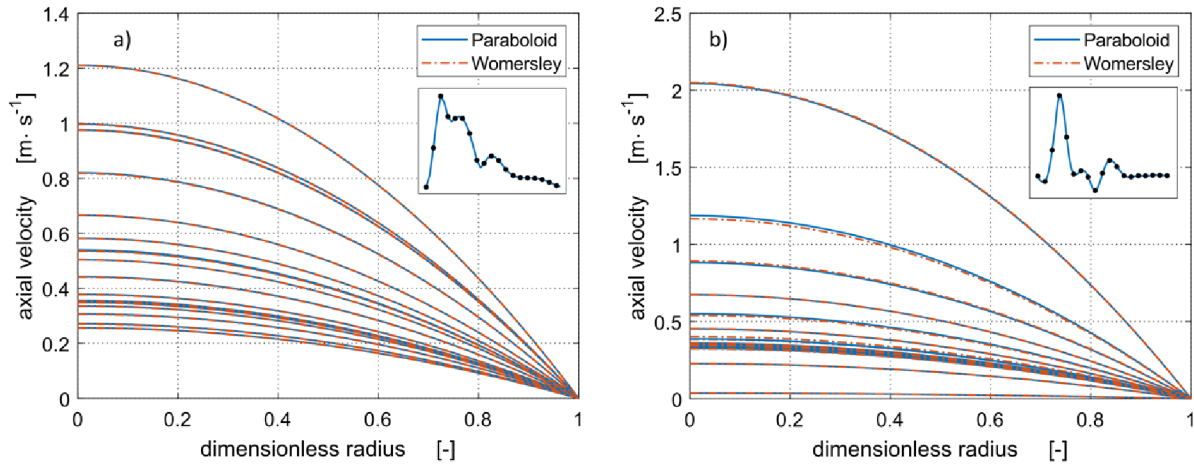 a)
Paraboloid
Womersley
1.4
1.2
1
0.8
0.6
0.4
0.2
0
axial velocity [m· s⁻¹]
0 0.2 0.4 0.6 0.8 1
dimensionless radius [-]
b)
Paraboloid
Womersley
2.5
2
1.5
1
0.5
0
axial velocity [m· s⁻¹]
0 0.2 0.4 0.6 0.8 1
dimensionless radius [-]